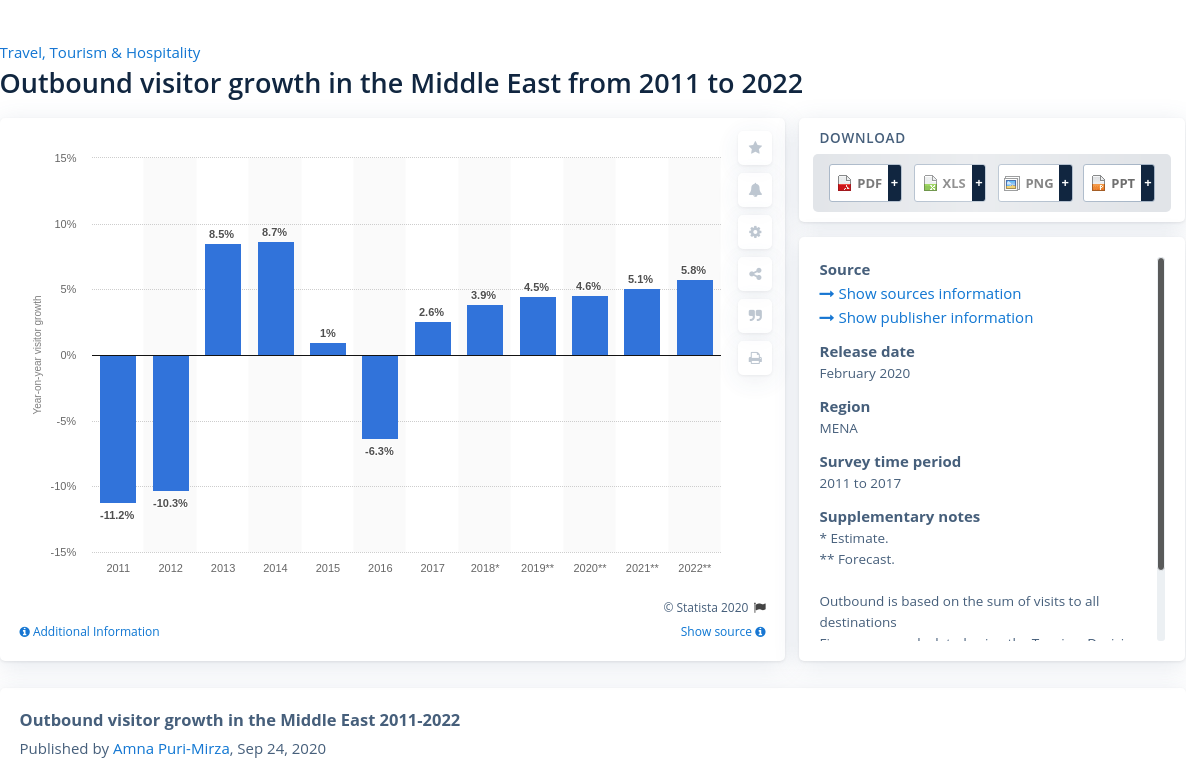 Travel, Tourism & Hospitality
Outbound visitor growth in the Middle East from 2011 to 2022
15%
10%
5%
0%
-5%
-10%
-15%
Year-on-year visitor growth
-11.2%
-10.3%
8.5%
8.7%
1%
-6.3%
2.6%
3.9%
4.5%
4.6%
5.1%
5.8%
2011 2012 2013 2014 2015 2016 2017 2018* 2019** 2020** 2021** 2022**
© Statista 2020
Additional Information
Show source
DOWNLOAD
PDF + XLS + PNG + PPT +
Source
Show sources information
Show publisher information
Release date
February 2020
Region
MENA
Survey time period
2011 to 2017
Supplementary notes
* Estimate.
** Forecast.
Outbound is based on the sum of visits to all
destinations
Outbound visitor growth in the Middle East 2011-2022
Published by Amna Puri-Mirza, Sep 24, 2020